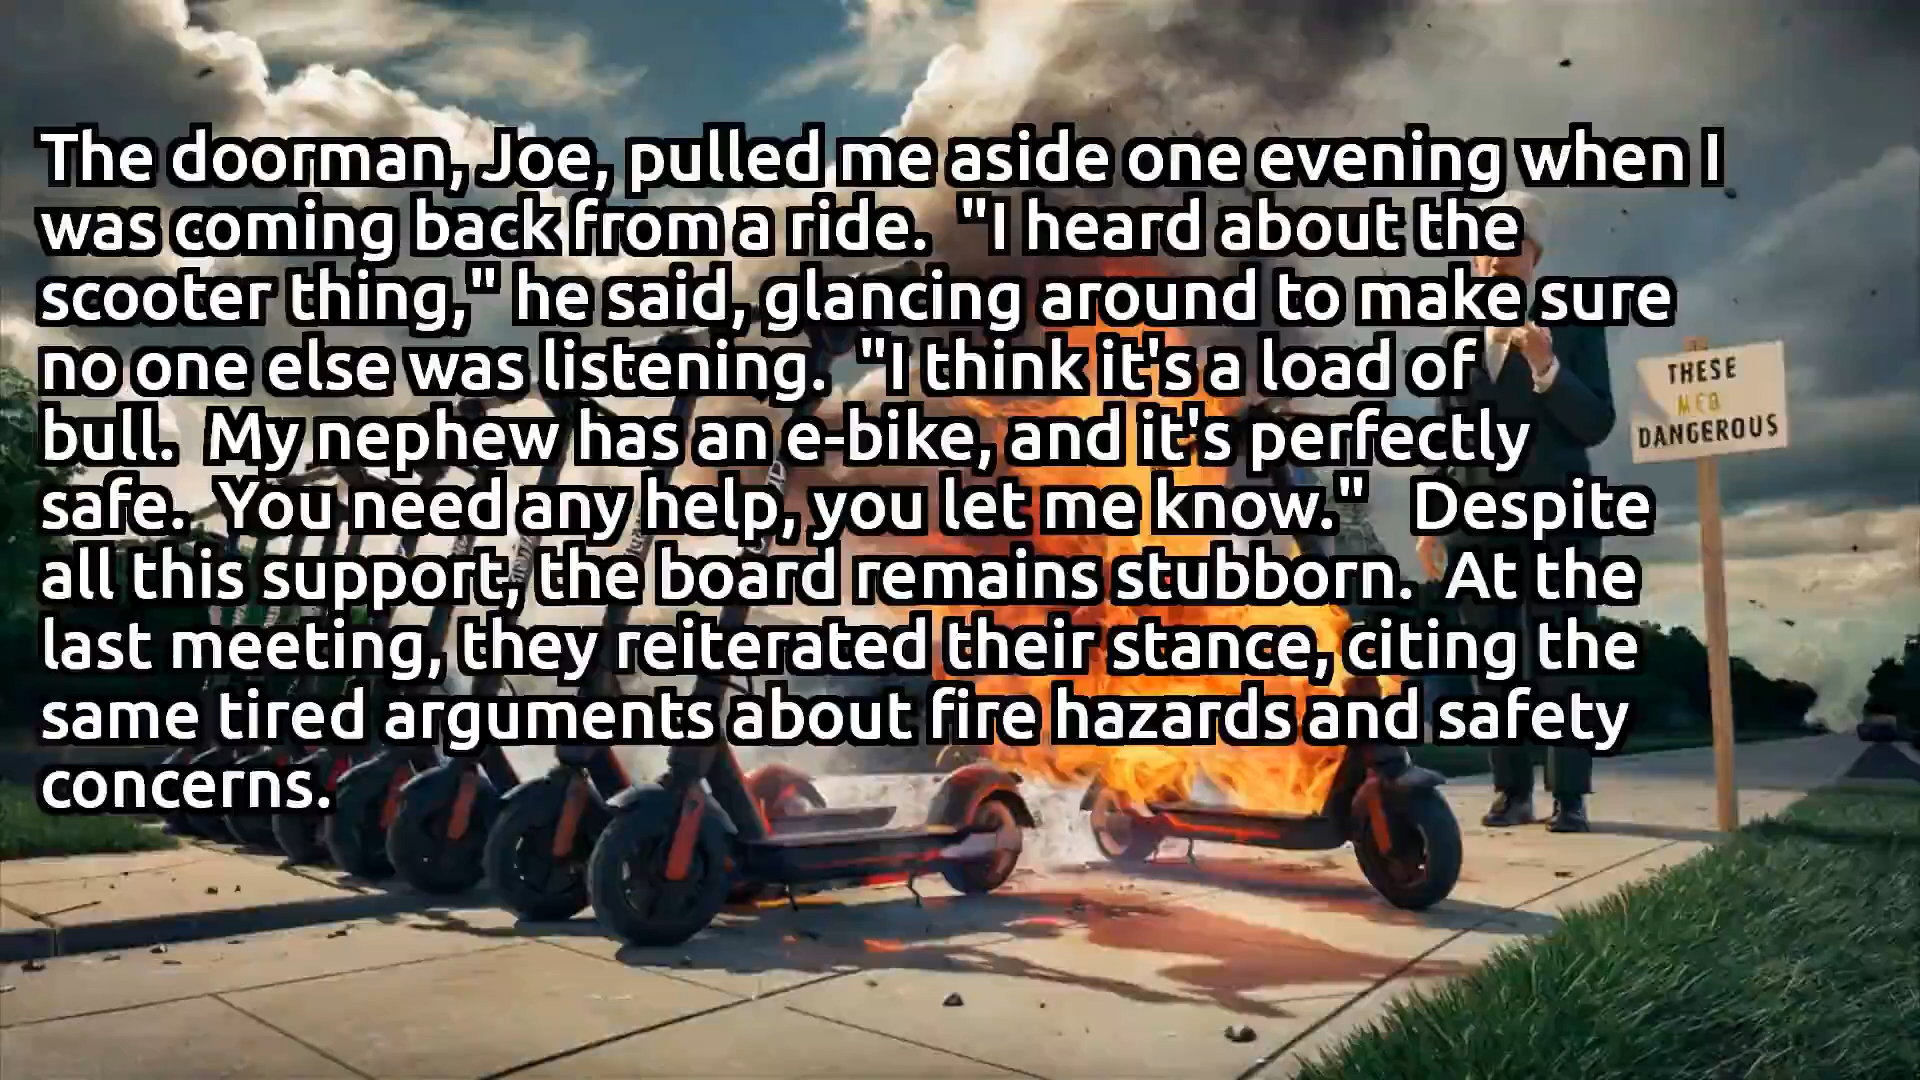 The doorman, Joe, pulled me aside one evening when I
was coming back from a ride.  "I heard about the
scooter thing," he said, glancing around to make sure
no one else was listening.  "I think it's a load of
bull.  My nephew has an e-bike, and it's perfectly
safe.  You need any help, you let me know."   Despite
all this support, the board remains stubborn.  At the
last meeting, they reiterated their stance, citing the
same tired arguments about fire hazards and safety
concerns.
THESE
DANGEROUS